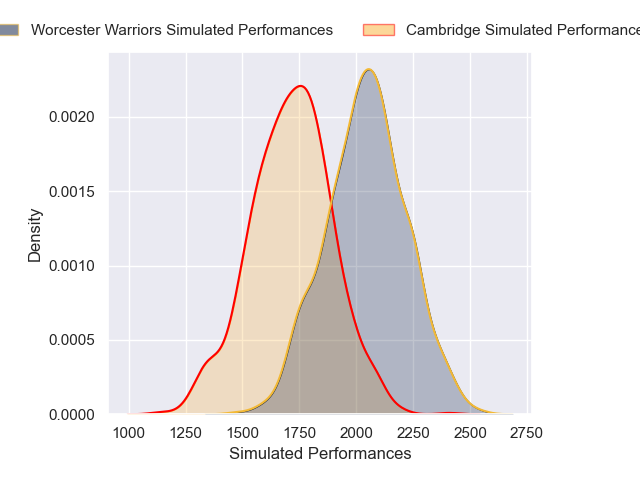 Worcester Warriors Simulated Performances Cambridge Simulated Performance
0.0020
0.0015
0.0010
0.0005
0.0000
Density
1000 1250 1500 1750 2000 2250 2500 2750
Simulated Performances